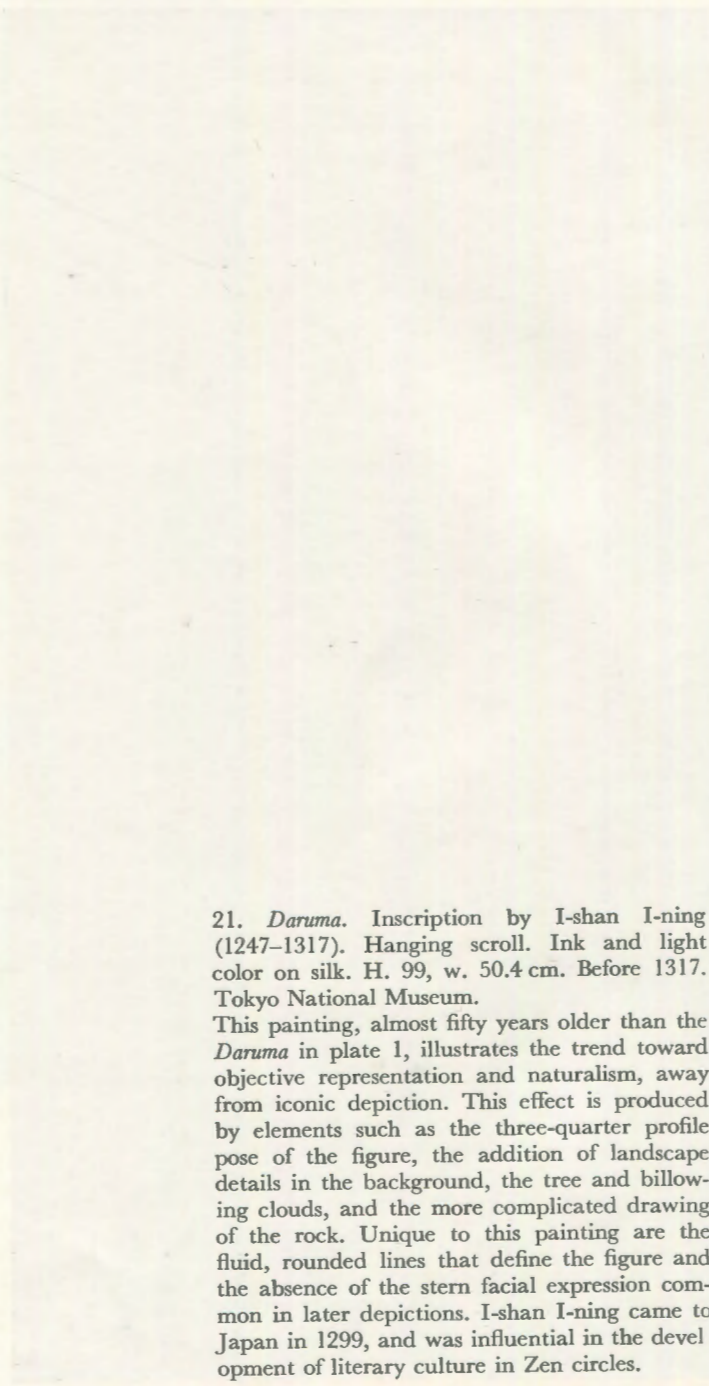 21. Daruma. Inscription by I-shan I-ning
(1247–1317). Hanging scroll. Ink and light
color on silk. H. 99, w. 50.4 cm. Before 1317.
Tokyo National Museum.
This painting, almost fifty years older than the
Daruma in plate 1, illustrates the trend toward
objective representation and naturalism, away
from iconic depiction. This effect is produced
by elements such as the three-quarter profile
pose of the figure, the addition of landscape
details in the background, the tree and billow-
ing clouds, and the more complicated drawing
of the rock. Unique to this painting are the
fluid, rounded lines that define the figure and
the absence of the stern facial expression com-
mon in later depictions. I-shan I-ning came to
Japan in 1299, and was influential in the devel
opment of literary culture in Zen circles.